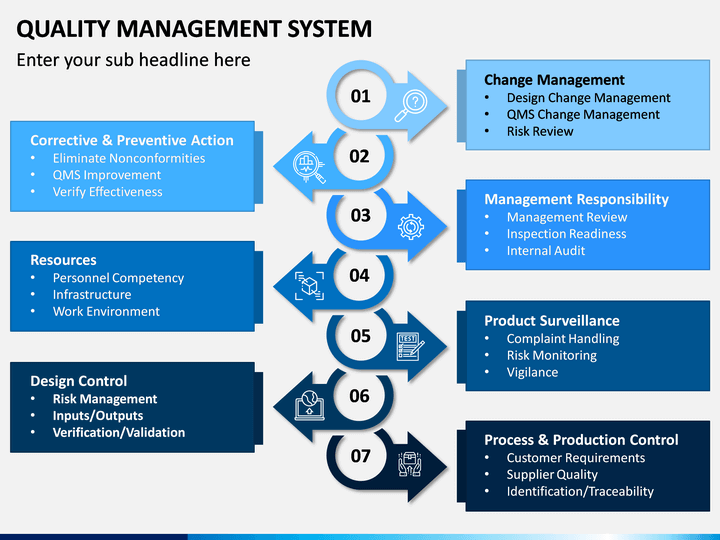 QUALITY MANAGEMENT SYSTEM
Enter your sub headline here
01
Change Management
• Design Change Management
• QMS Change Management
• Risk Review
02
Corrective & Preventive Action
• Eliminate Nonconformities
• QMS Improvement
• Verify Effectiveness
03
Management Responsibility
• Management Review
• Inspection Readiness
• Internal Audit
04
Resources
• Personnel Competency
• Infrastructure
• Work Environment
05
TEST
Product Surveillance
• Complaint Handling
• Risk Monitoring
• Vigilance
06
Design Control
• Risk Management
• Inputs/Outputs
• Verification/Validation
07
Process & Production Control
• Customer Requirements
• Supplier Quality
• Identification/Traceability